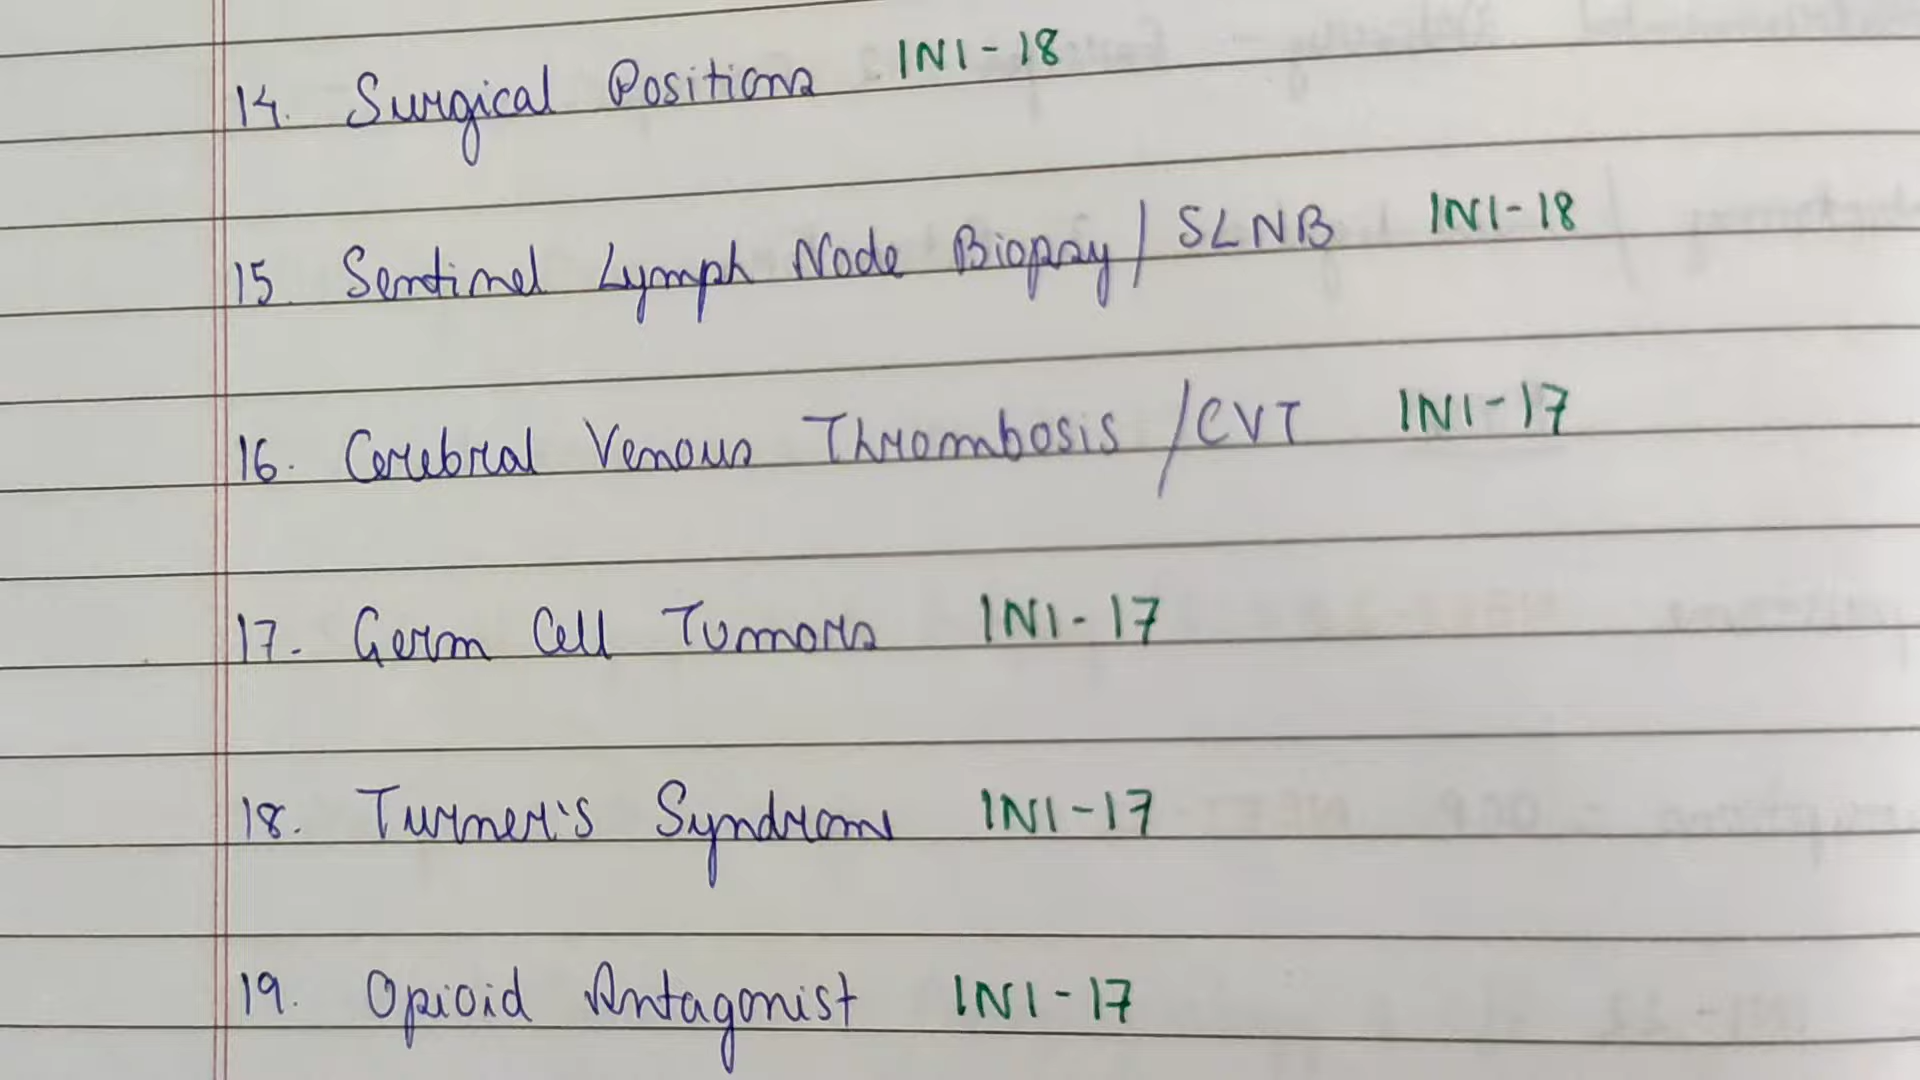 14. Surgical Positions INI-18
15. Sentinel Lymph Node Biopsy / SLNB INI-18
16. Cerebral Venous Thrombosis / CVT INI-17
17. Germ Cell Tumors INI-17
18. Turner's Syndrome INI-17
19. Opioid Antagonist INI-17